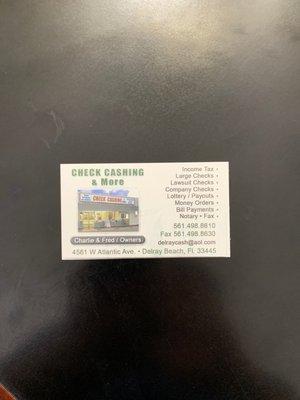 CHECK CASHING
& More
CHECK CASHING
Charlie & Fred / Owners
Income Tax •
Large Checks •
Lawsuit Checks •
Company Checks •
Lottery / Payouts •
Money Orders •
Bill Payments •
Notary • Fax •
561.498.8610
Fax 561.498.8630
delraycash@aol.com
4561 W Atlantic Ave. • Delray Beach, Fl. 33445